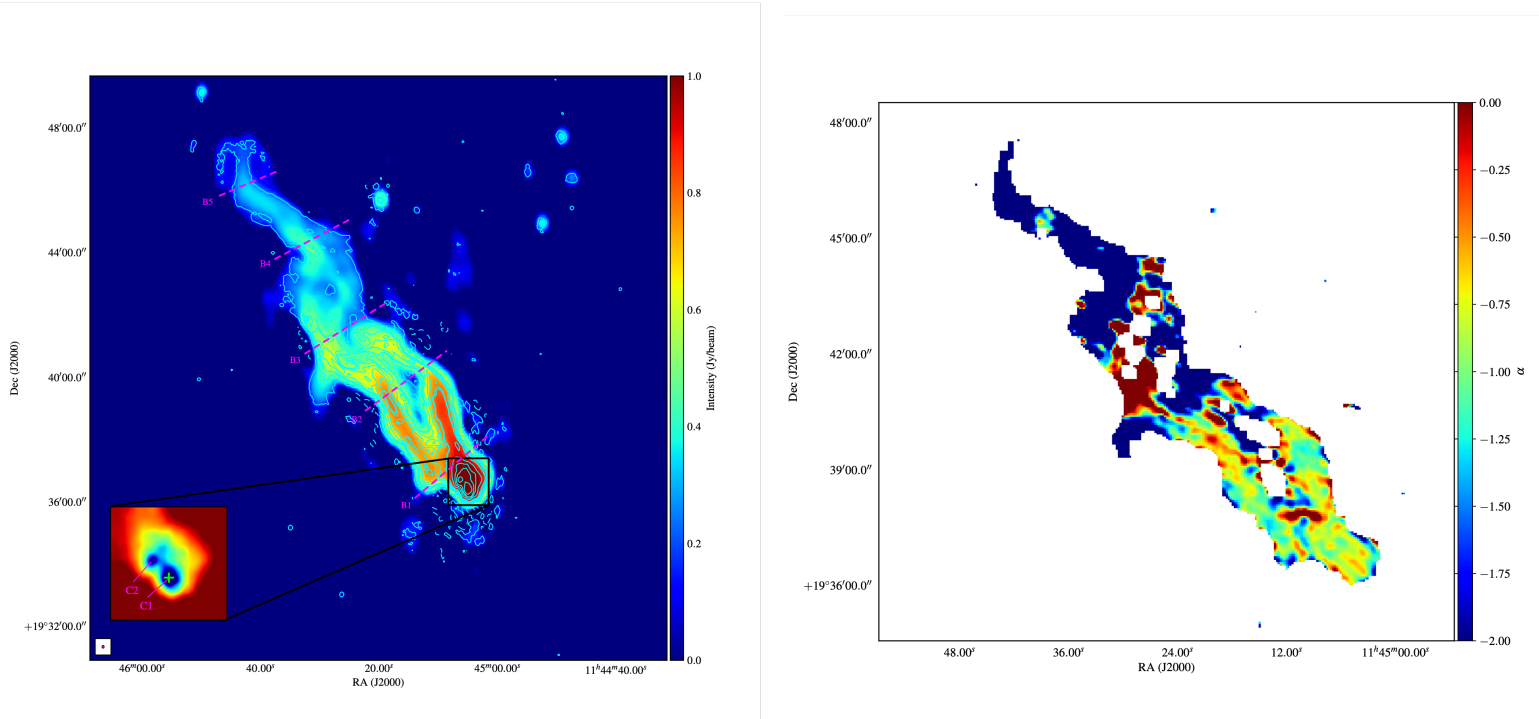 48′00.0″
44′00.0″
40′00.0″
36′00.0″
+19°32′00.0″
Dec (J2000)
B5
B4
B3
B2
B1
C2
C1
46ᵐ00.00ˢ
40.00ˢ
20.00ˢ
45ᵐ00.00ˢ
11ʰ44ᵐ40.00ˢ
RA (J2000)
1.0
0.8
0.6
0.4
0.2
0.0
Intensity (Jy/beam)
48′00.0″
45′00.0″
42′00.0″
39′00.0″
+19°36′00.0″
Dec (J2000)
48.00ˢ
36.00ˢ
24.00ˢ
12.00ˢ
11ʰ45ᵐ00.00ˢ
RA (J2000)
0.00
−0.25
−0.50
−0.75
−1.00
−1.25
−1.50
−1.75
−2.00
α